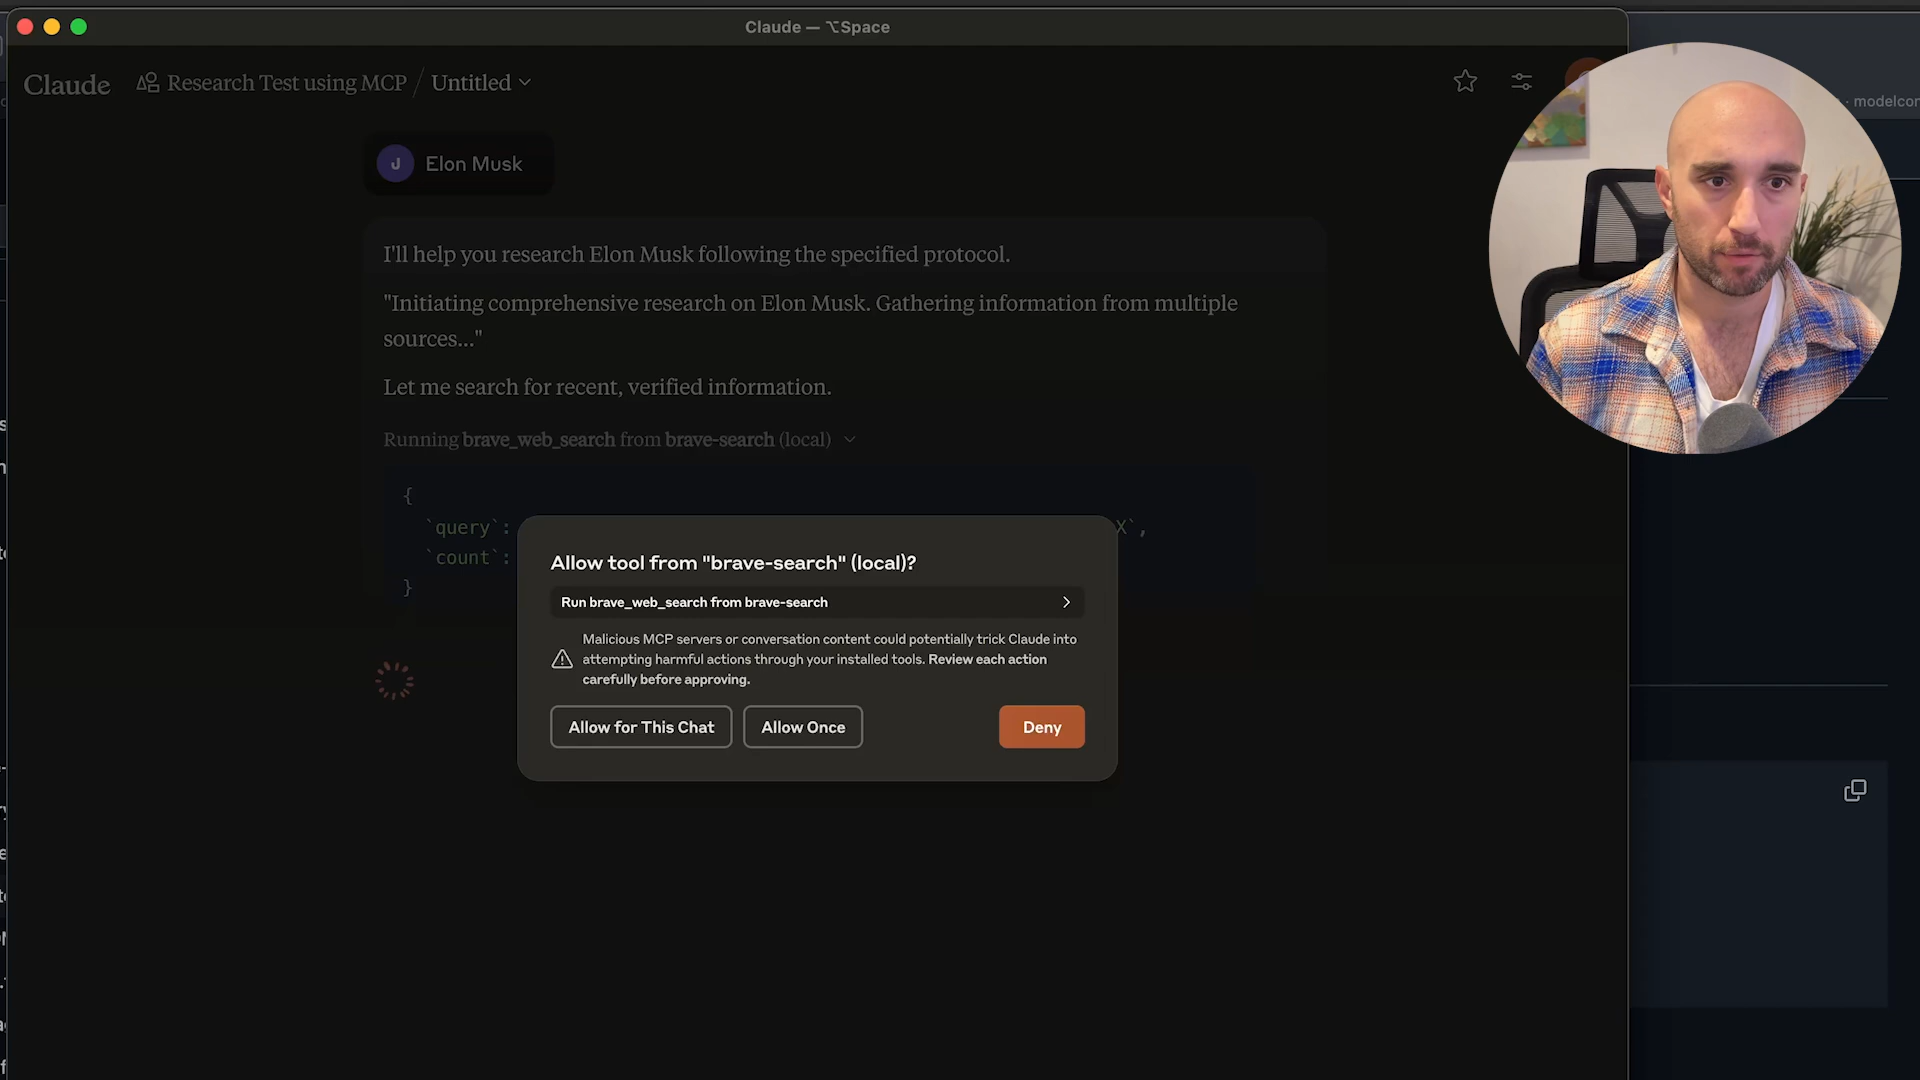 Claude — ⌥Space
Claude
Research Test using MCP / Untitled
modelcor
J
Elon Musk
I'll help you research Elon Musk following the specified protocol.
"Initiating comprehensive research on Elon Musk. Gathering information from multiple
sources..."
Let me search for recent, verified information.
Running brave_web_search from brave-search (local)
{
`query`: X`,
`count`:
}
Allow tool from "brave-search" (local)?
Run brave_web_search from brave-search
Malicious MCP servers or conversation content could potentially trick Claude into
attempting harmful actions through your installed tools. Review each action
carefully before approving.
Allow for This Chat
Allow Once
Deny